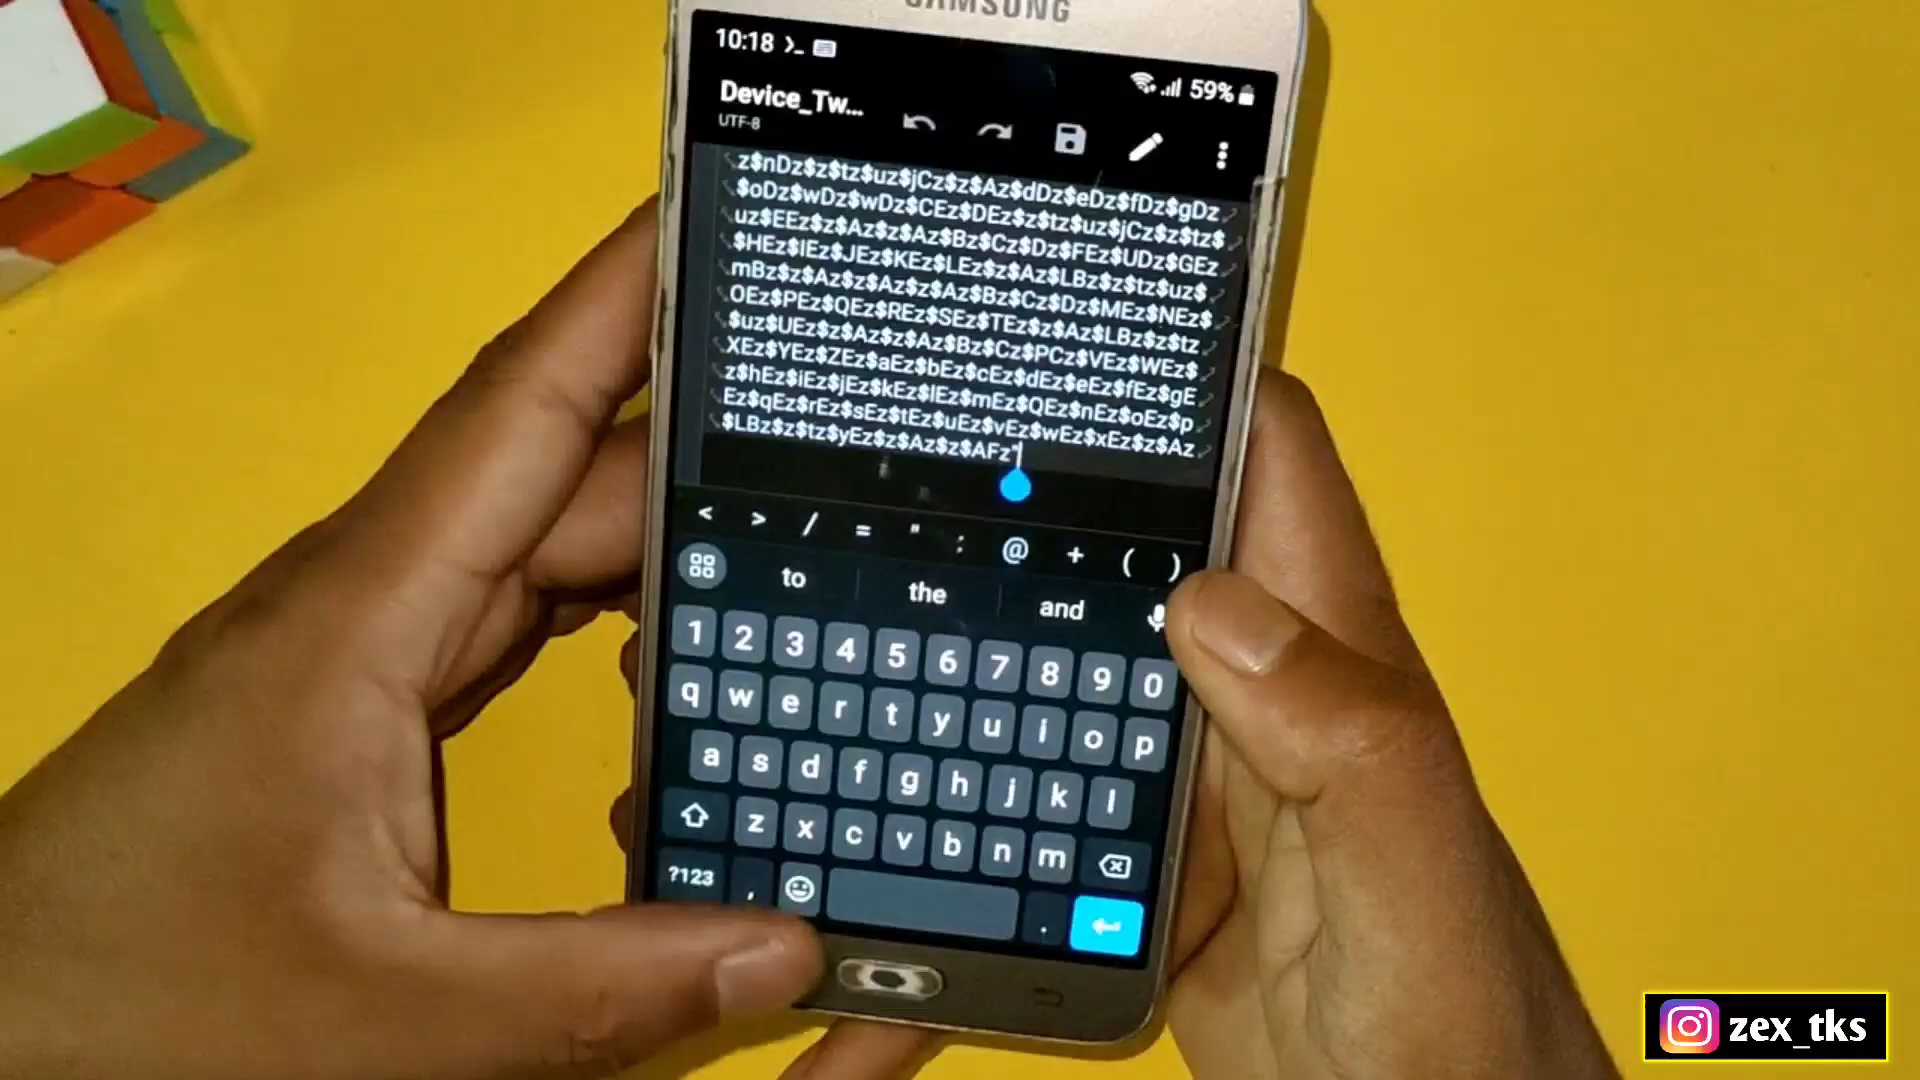 SAMSUNG
10:18
59%
Device_Tw...
UTF-8
z$nDz$z$tz$uz$jCz$z$Az$dDz$eDz$fDz$gDz
$oDz$wDz$wDz$CEz$DEz$z$tz$uz$jCz$z$tz$
uz$EEz$z$Az$z$Az$Bz$Cz$Dz$FEz$UDz$GEz
$HEz$IEz$JEz$KEz$LEz$z$Az$LBz$z$tz$uz$
mBz$z$Az$z$Az$z$Az$Bz$Cz$Dz$MEz$NEz$
OEz$PEz$QEz$REz$SEz$TEz$z$Az$LBz$z$tz
$uz$UEz$z$Az$z$Az$Bz$Cz$PCz$VEz$WEz$
XEz$YEz$ZEz$aEz$bEz$cEz$dEz$eEz$fEz$gE
z$hEz$iEz$jEz$kEz$lEz$mEz$QEz$nEz$oEz$p
Ez$qEz$rEz$sEz$tEz$uEz$vEz$wEz$xEz$z$Az
$LBz$z$tz$yEz$z$Az$z$AFz"
< > / = " : @ + ( )
to the and
1 2 3 4 5 6 7 8 9 0
q w e r t y u i o p
a s d f g h j k l
z x c v b n m
?123 , .
zex_tks